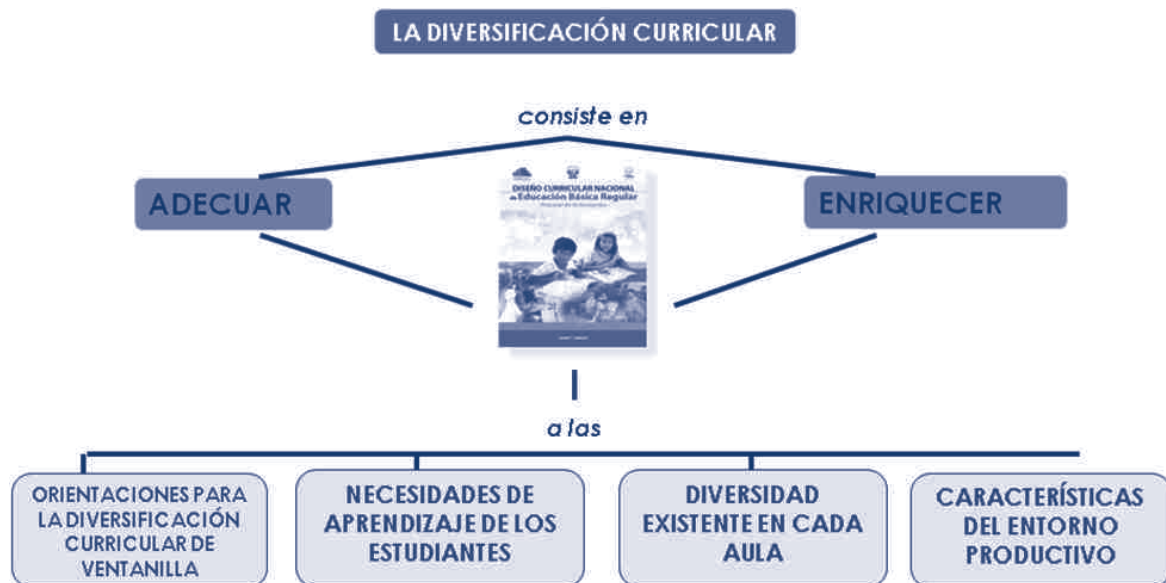 LA DIVERSIFICACIÓN CURRICULAR
consiste en
ADECUAR
ENRIQUECER
DISEÑO CURRICULAR NACIONAL
de Educación Básica Regular
a las
ORIENTACIONES PARA
LA DIVERSIFICACIÓN
CURRICULAR DE
VENTANILLA
NECESIDADES DE
APRENDIZAJE DE LOS
ESTUDIANTES
DIVERSIDAD
EXISTENTE EN CADA
AULA
CARACTERÍSTICAS
DEL ENTORNO
PRODUCTIVO